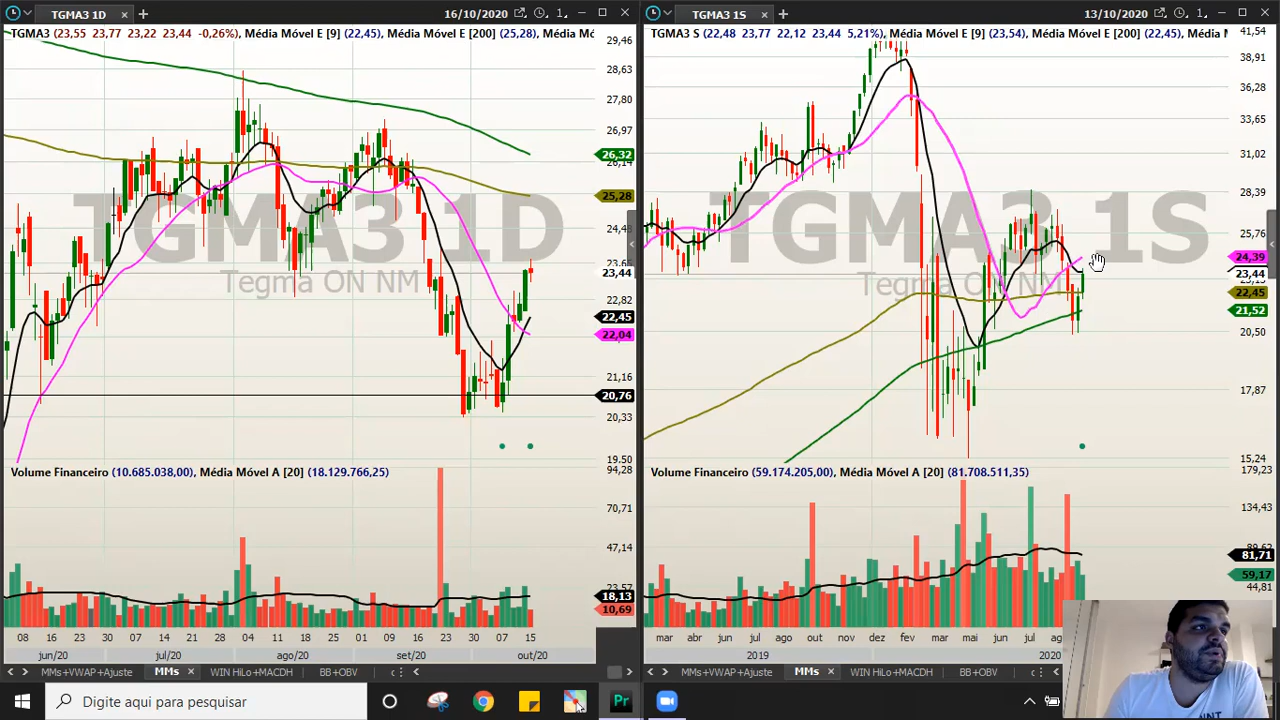 TGMA3 1D
16/10/2020
1
TGMA3 (23,55 23,77 23,22 23,44 -0,26%), Média Móvel E [9] (22,45), Média Móvel E [200] (25,28), Mé
29,46
28,63
27,80
26,97
26,32
26,14
25,28
24,48
23,44
22,82
22,45
22,04
21,16
20,76
20,33
19,50
TGMA3 1D
Tegma ON NM
Volume Financeiro (10.685.038,00), Média Móvel A [20] (18.129.766,25)
94,28
70,71
47,14
23,57
18,13
10,69
08 16 23 30 07 14 21 28 04 11 18 25 01 09 16 23 30 07 15
jun/20 jul/20 ago/20 set/20 out/20
MMs+VWAP+Ajuste MMs WIN HiLo+MACDH BB+OBV
TGMA3 1S
13/10/2020
1
TGMA3 S (22,48 23,77 22,12 23,44 5,21%), Média Móvel E [9] (23,54), Média Móvel E [200] (22,45), M
41,54
38,91
36,28
33,65
31,02
28,39
25,76
24,39
23,44
22,45
21,52
20,50
17,87
15,24
TGMA3 1S
Tegma ON NM
Volume Financeiro (59.174.205,00), Média Móvel A [20] (81.708.511,35)
179,23
134,43
81,71
59,17
44,81
mar abr jun jul ago out nov dez fev mar abr jun jul ag
2019 2020
MMs+VWAP+Ajuste MMs WIN HiLo+MACDH BB+OBV
Digite aqui para pesquisar
Pr